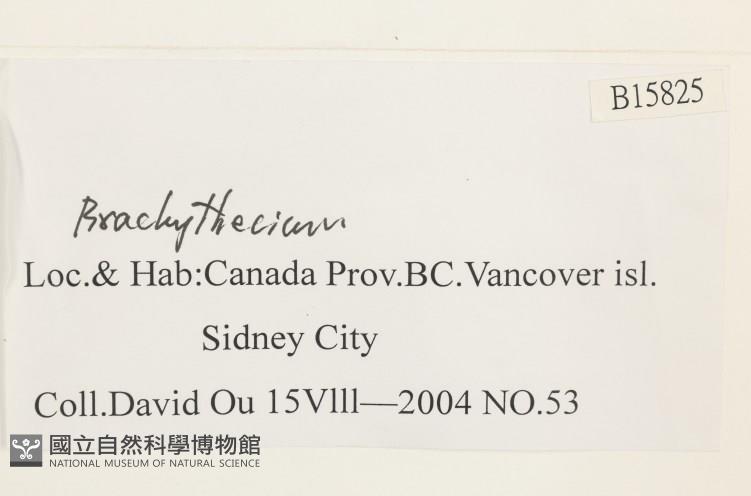 B15825
Brachythecium
Loc.& Hab:Canada Prov.BC.Vancover isl.
Sidney City
Coll.David Ou 15Vlll—2004 NO.53
國立自然科學博物館
NATIONAL MUSEUM OF NATURAL SCIENCE